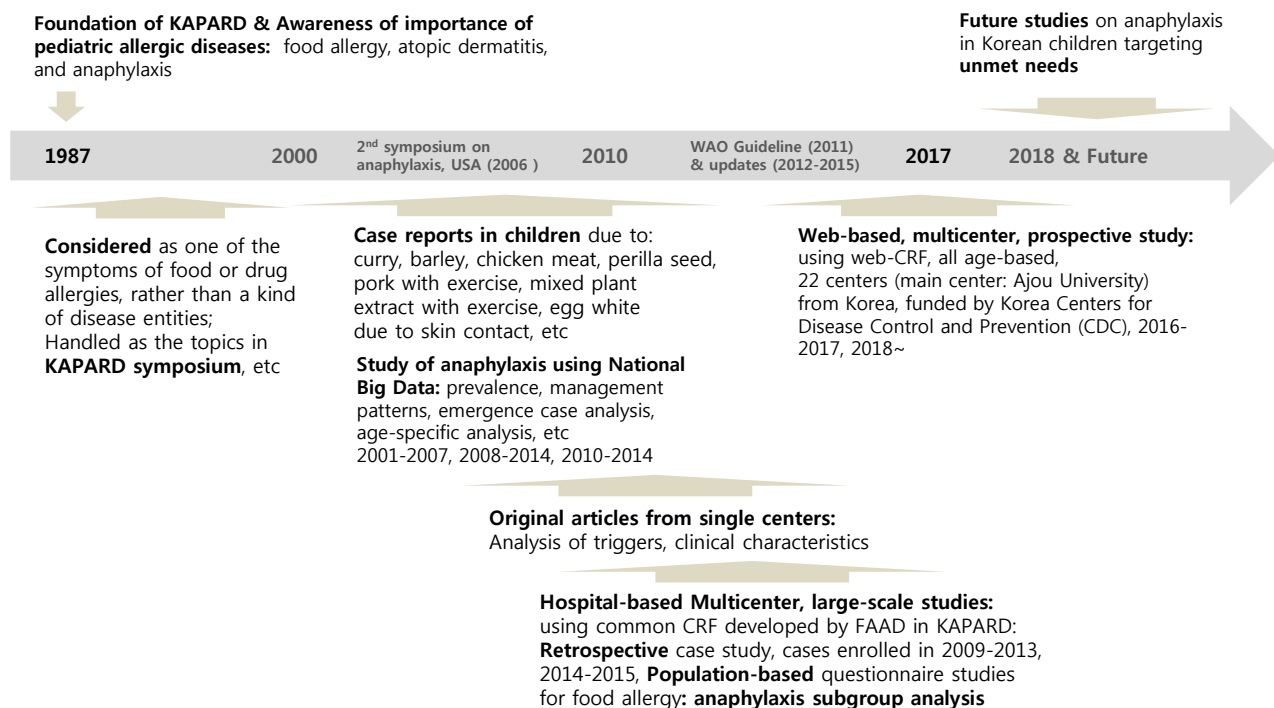 Foundation of KAPARD & Awareness of importance of
pediatric allergic diseases: food allergy, atopic dermatitis,
and anaphylaxis
Future studies on anaphylaxis
in Korean children targeting
unmet needs
1987
2000
2nd symposium on
anaphylaxis, USA (2006 )
2010
WAO Guideline (2011)
& updates (2012-2015)
2017
2018 & Future
Considered as one of the
symptoms of food or drug
allergies, rather than a kind
of disease entities;
Handled as the topics in
KAPARD symposium, etc
Case reports in children due to:
curry, barley, chicken meat, perilla seed,
pork with exercise, mixed plant
extract with exercise, egg white
due to skin contact, etc
Study of anaphylaxis using National
Big Data: prevalence, management
patterns, emergence case analysis,
age-specific analysis, etc
2001-2007, 2008-2014, 2010-2014
Web-based, multicenter, prospective study:
using web-CRF, all age-based,
22 centers (main center: Ajou University)
from Korea, funded by Korea Centers for
Disease Control and Prevention (CDC), 2016-
2017, 2018~
Original articles from single centers:
Analysis of triggers, clinical characteristics
Hospital-based Multicenter, large-scale studies:
using common CRF developed by FAAD in KAPARD:
Retrospective case study, cases enrolled in 2009-2013,
2014-2015, Population-based questionnaire studies
for food allergy: anaphylaxis subgroup analysis